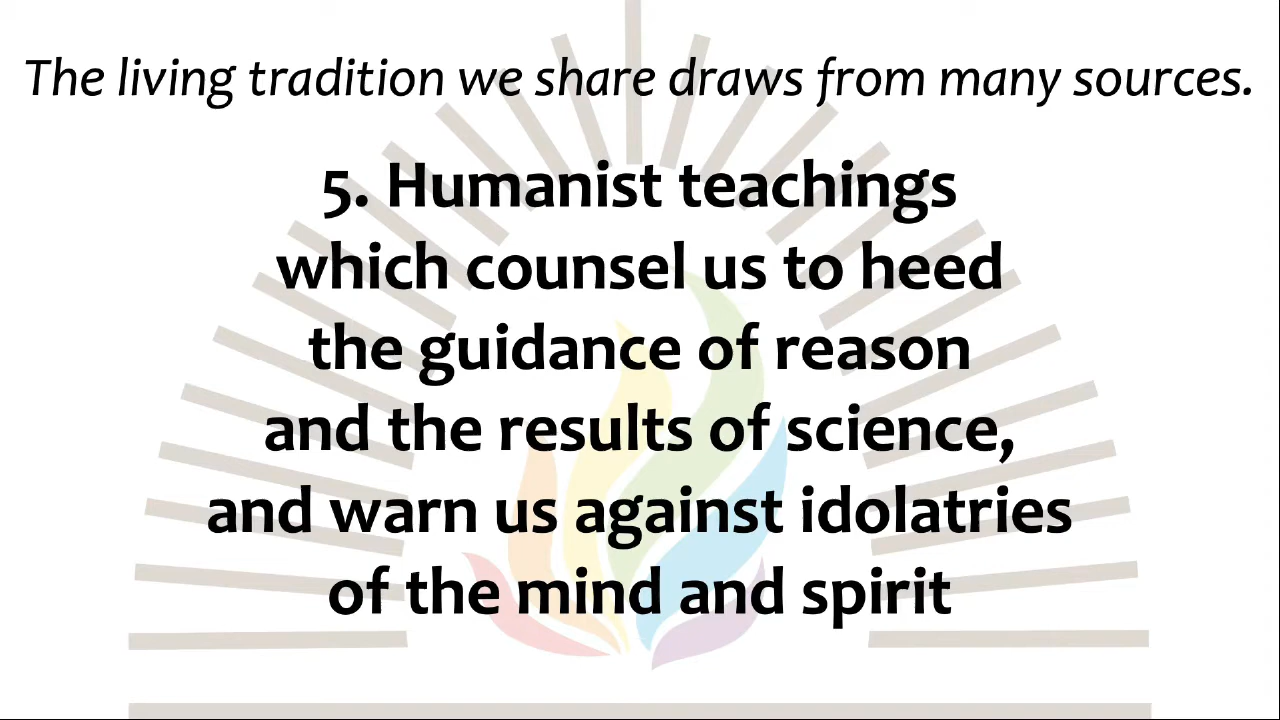 The living tradition we share draws from many sources.
5. Humanist teachings
which counsel us to heed
the guidance of reason
and the results of science,
and warn us against idolatries
of the mind and spirit